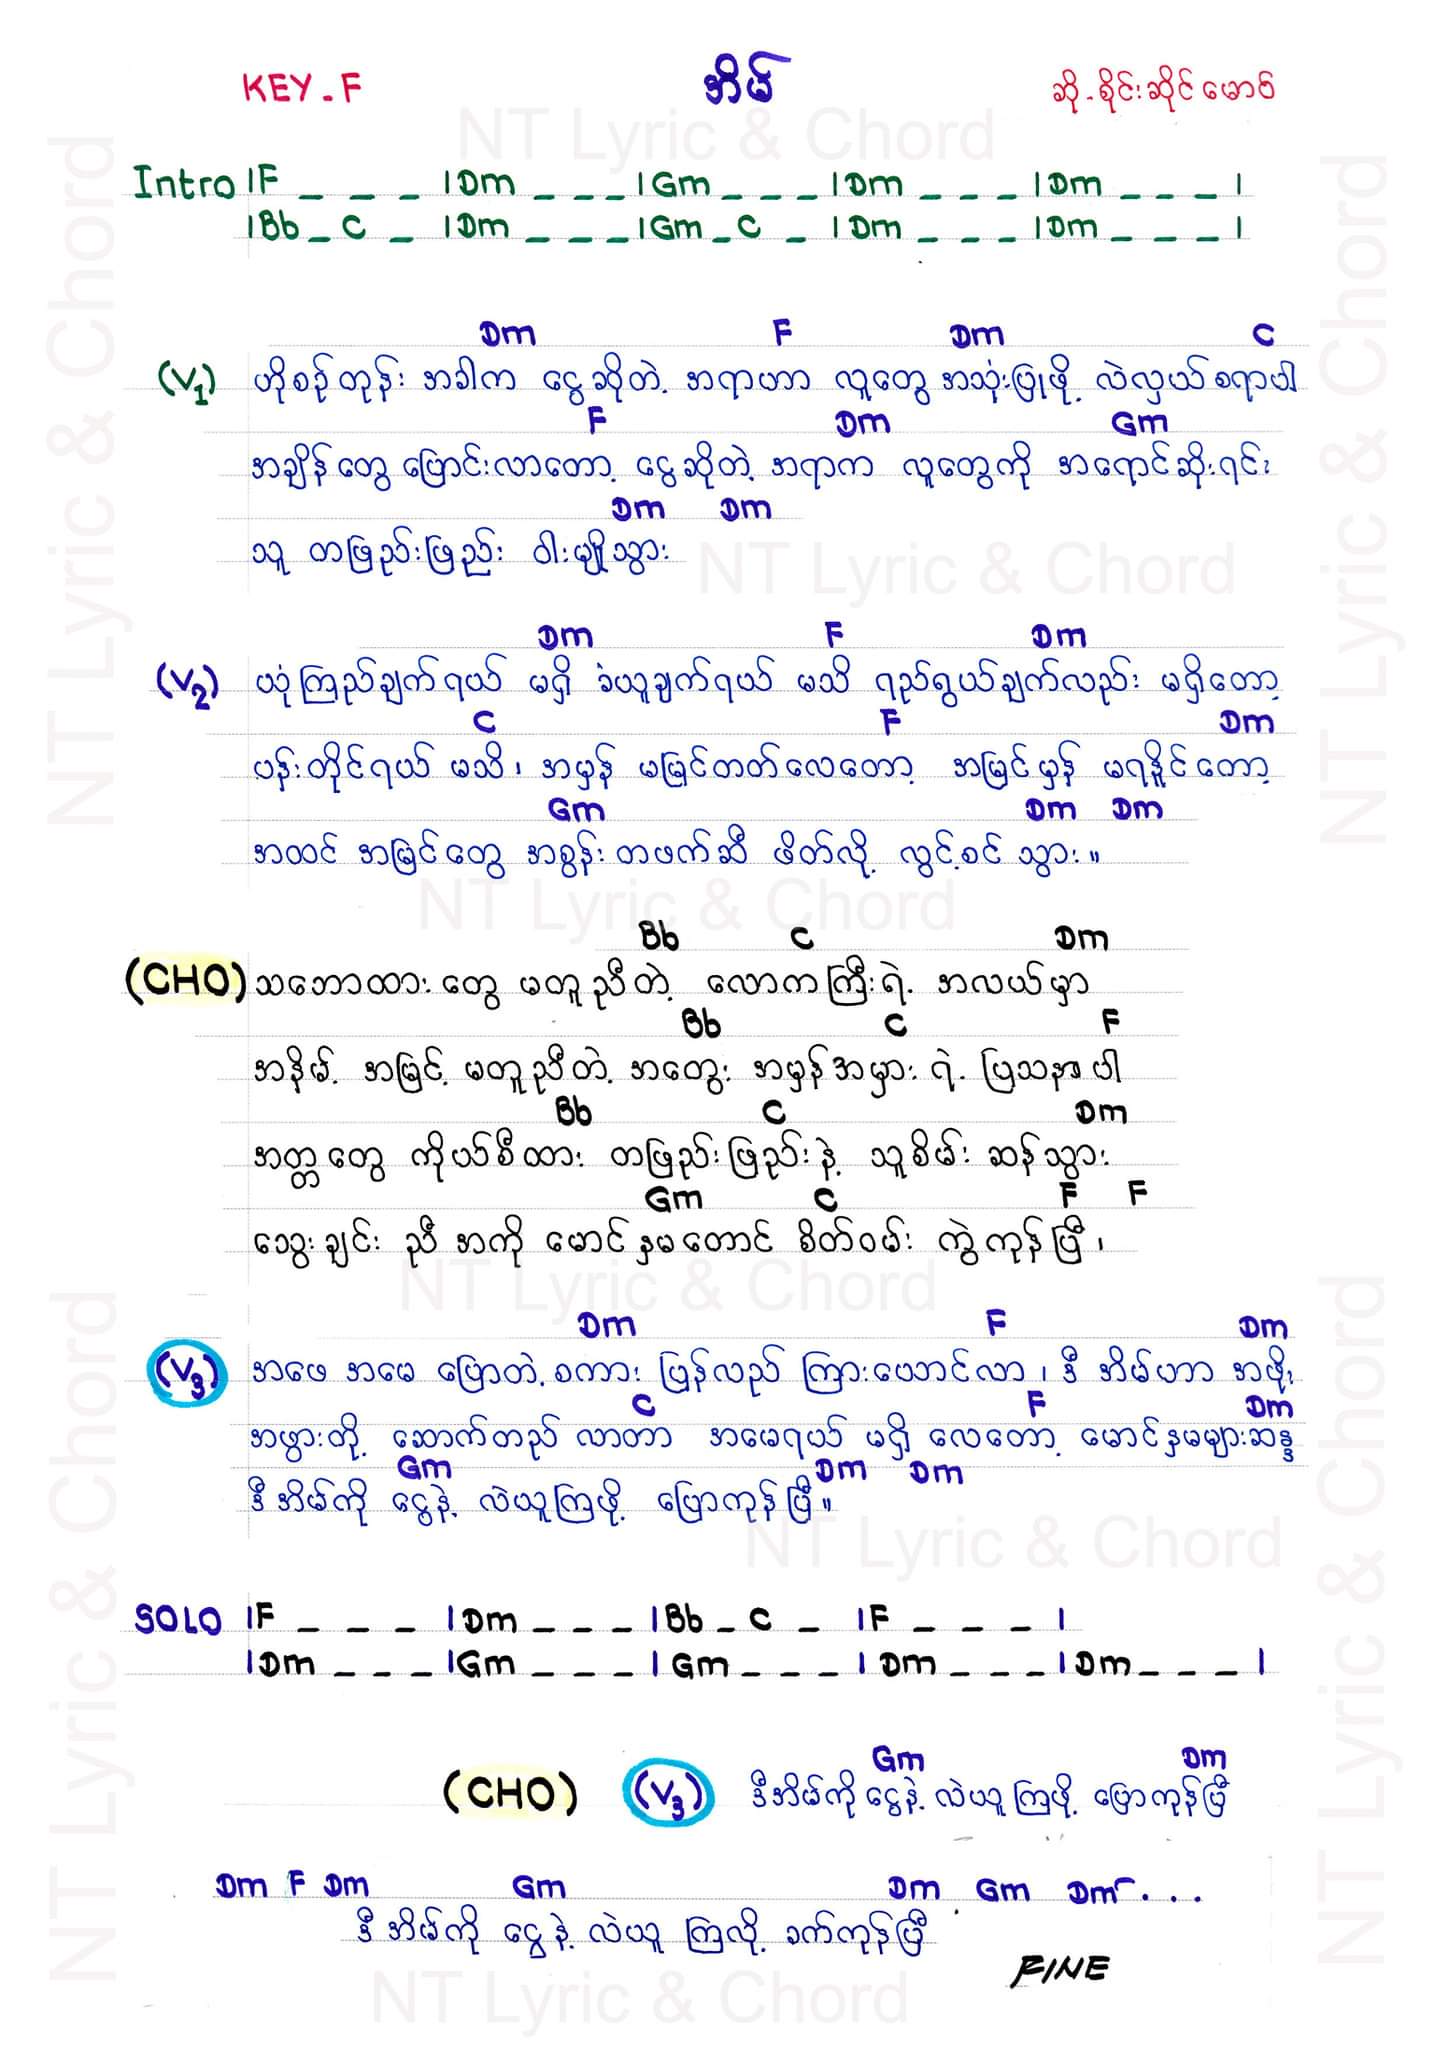 KEY - F
အိမ်
ဆို - စိုင်းဆိုင်မောဝ်
Intro |F _ _ _ |Dm _ _ _ |Gm _ _ _ |Dm _ _ _ |Dm _ _ _ |
|Bb _ C _ |Dm _ _ _ |Gm _ C _ |Dm _ _ _ |Dm _ _ _ |
Dm F Dm C
(V1) ဟိုစဉ်တုန်း အခါက ငွေဆိုတဲ့ အရာဟာ လူတွေ အသုံးပြုဖို့ လဲလှယ်စရာပါ
F Dm Gm
အချိန်တွေ ပြောင်းလာတော့ ငွေဆိုတဲ့ အရာက လူတွေကို အရောင်ဆိုးရင်း
Dm Dm
သူ တဖြည်းဖြည်း ဝါးမျိုသွား
Dm F Dm
(V2) ယုံကြည်ချက်ရယ် မရှိ ခံယူချက်ရယ် မသိ ရည်ရွယ်ချက်လည်း မရှိတော့
C F Dm
ပန်းတိုင်ရယ် မသိ၊ အမှန် မမြင်တတ်လေတော့ အမြင်မှန် မရနိုင်တော့
Gm Dm Dm
အထင် အမြင်တွေ အစွန်းတဖက်ဆီ ဖိတ်လို့ လွင့်စင် သွား။
Bb C Dm
(CHO) သဘောထားတွေ မတူညီတဲ့ လောကကြီးရဲ့ အလယ်မှာ
Bb C F
အနိမ့် အမြင့် မတူညီတဲ့ အတွေး အမှန်အမှားရဲ့ ပြသနာပါ
Bb C Dm
အတ္တတွေ ကိုယ်စီထား တဖြည်းဖြည်းနဲ့ သူစိမ်းဆန်သွား
Gm C F F
သွေးချင်း ညီအကို မောင်နှမတောင် စိတ်ဝမ်း ကွဲကုန်ပြီ၊
Dm F Dm
(V3) အဖေ အမေ ပြောတဲ့ စကား ပြန်လည် ကြားယောင်လာ၊ ဒီအိမ်ဟာ အဖိုး
C F Dm
အဖွားတို့ ဆောက်တည် လာတာ အမေရယ် မရှိ လေတော့ မောင်နှမများဆန္ဒ
Gm Dm Dm
ဒီအိမ်ကို ငွေနဲ့ လဲယူကြဖို့ ပြောကုန်ပြီ။
SOLO |F _ _ _ |Dm _ _ _ |Bb _ C _ |F _ _ _ |
|Dm _ _ _ |Gm _ _ _ |Gm _ _ _ |Dm _ _ _ |Dm _ _ _ |
Gm Dm
(CHO) (V3) ဒီအိမ်ကို ငွေနဲ့ လဲယူကြဖို့ ပြောကုန်ပြီ
Dm F Dm Gm Dm Gm Dm ...
ဒီအိမ်ကို ငွေနဲ့ လဲယူ ကြလို့ ခက်ကုန်ပြီ
FINE
NT Lyric & Chord
NT Lyric & Chord
NT Lyric & Chord
NT Lyric & Chord
NT Lyric & Chord
NT Lyric & Chord
NT Lyric & Chord
NT Lyric & Chord
NT Lyric & Chord
NT Lyric & Chord